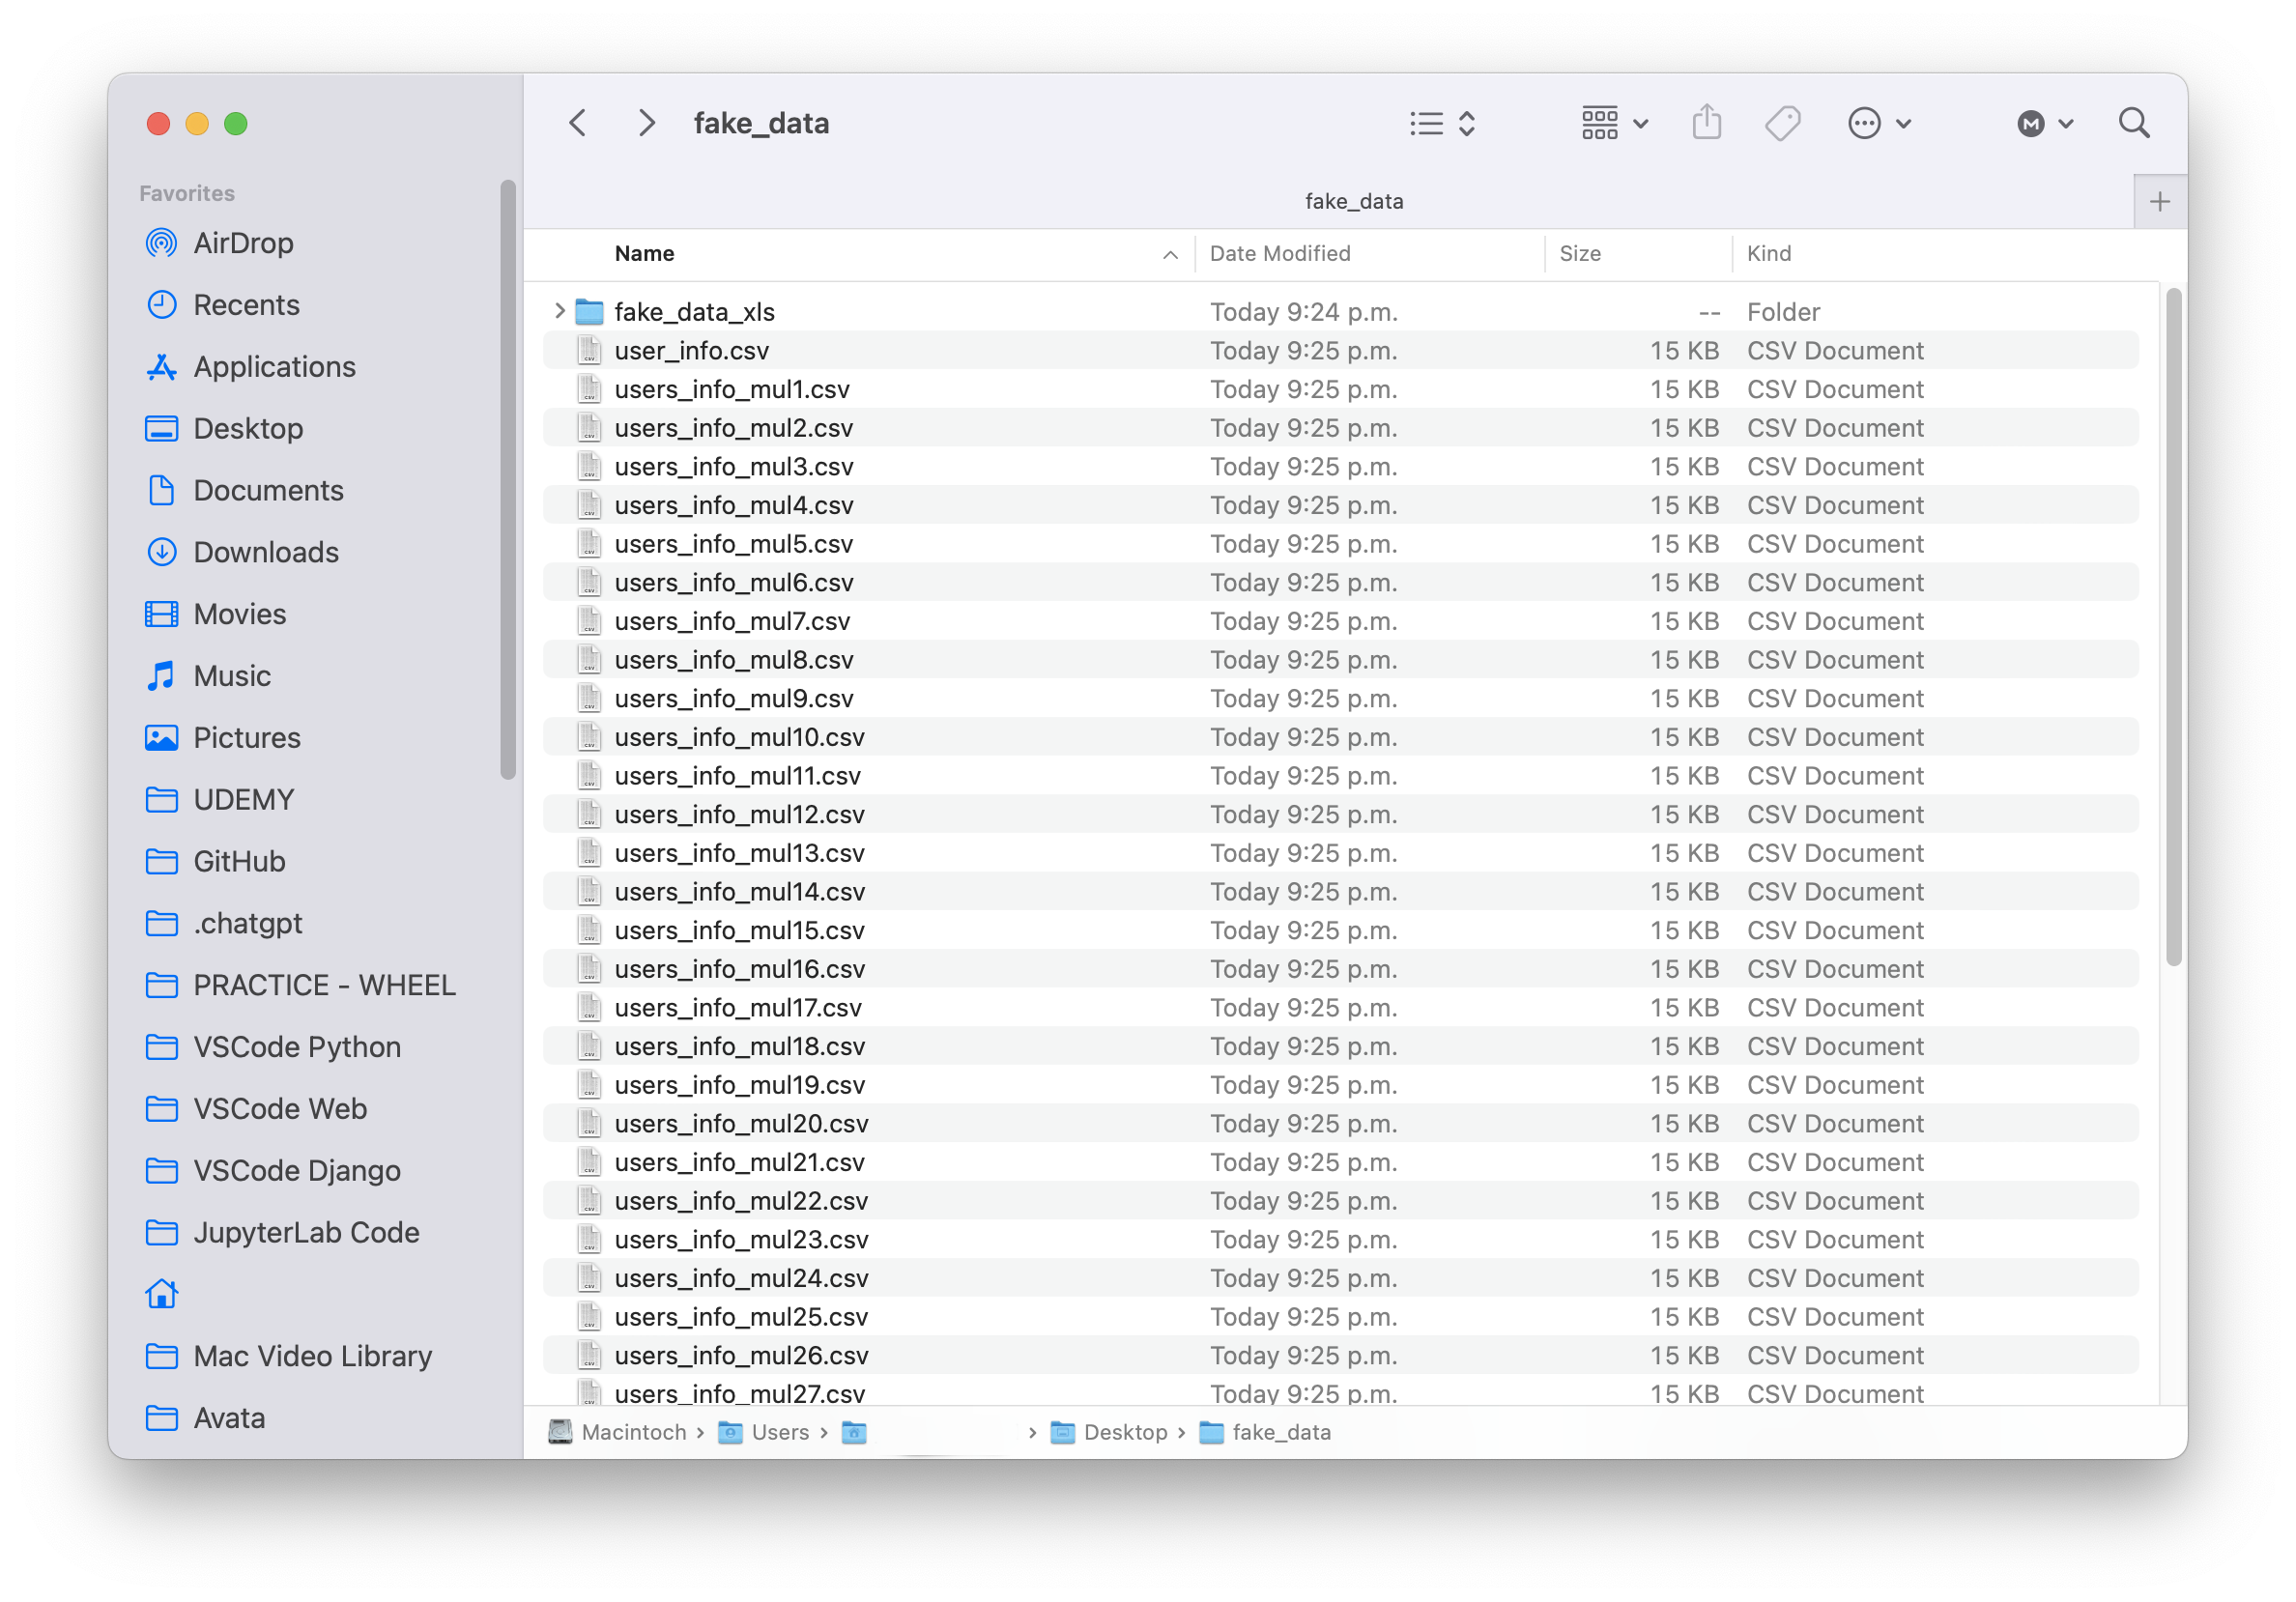 fake_data
fake_data
Favorites
AirDrop
Recents
Applications
Desktop
Documents
Downloads
Movies
Music
Pictures
UDEMY
GitHub
.chatgpt
PRACTICE - WHEEL
VSCode Python
VSCode Web
VSCode Django
JupyterLab Code
Mac Video Library
Avata
Name Date Modified Size Kind
fake_data_xls Today 9:24 p.m. -- Folder
user_info.csv Today 9:25 p.m. 15 KB CSV Document
users_info_mul1.csv Today 9:25 p.m. 15 KB CSV Document
users_info_mul2.csv Today 9:25 p.m. 15 KB CSV Document
users_info_mul3.csv Today 9:25 p.m. 15 KB CSV Document
users_info_mul4.csv Today 9:25 p.m. 15 KB CSV Document
users_info_mul5.csv Today 9:25 p.m. 15 KB CSV Document
users_info_mul6.csv Today 9:25 p.m. 15 KB CSV Document
users_info_mul7.csv Today 9:25 p.m. 15 KB CSV Document
users_info_mul8.csv Today 9:25 p.m. 15 KB CSV Document
users_info_mul9.csv Today 9:25 p.m. 15 KB CSV Document
users_info_mul10.csv Today 9:25 p.m. 15 KB CSV Document
users_info_mul11.csv Today 9:25 p.m. 15 KB CSV Document
users_info_mul12.csv Today 9:25 p.m. 15 KB CSV Document
users_info_mul13.csv Today 9:25 p.m. 15 KB CSV Document
users_info_mul14.csv Today 9:25 p.m. 15 KB CSV Document
users_info_mul15.csv Today 9:25 p.m. 15 KB CSV Document
users_info_mul16.csv Today 9:25 p.m. 15 KB CSV Document
users_info_mul17.csv Today 9:25 p.m. 15 KB CSV Document
users_info_mul18.csv Today 9:25 p.m. 15 KB CSV Document
users_info_mul19.csv Today 9:25 p.m. 15 KB CSV Document
users_info_mul20.csv Today 9:25 p.m. 15 KB CSV Document
users_info_mul21.csv Today 9:25 p.m. 15 KB CSV Document
users_info_mul22.csv Today 9:25 p.m. 15 KB CSV Document
users_info_mul23.csv Today 9:25 p.m. 15 KB CSV Document
users_info_mul24.csv Today 9:25 p.m. 15 KB CSV Document
users_info_mul25.csv Today 9:25 p.m. 15 KB CSV Document
users_info_mul26.csv Today 9:25 p.m. 15 KB CSV Document
users_info_mul27.csv Today 9:25 p.m. 15 KB CSV Document
Macintoch › Users › › Desktop › fake_data